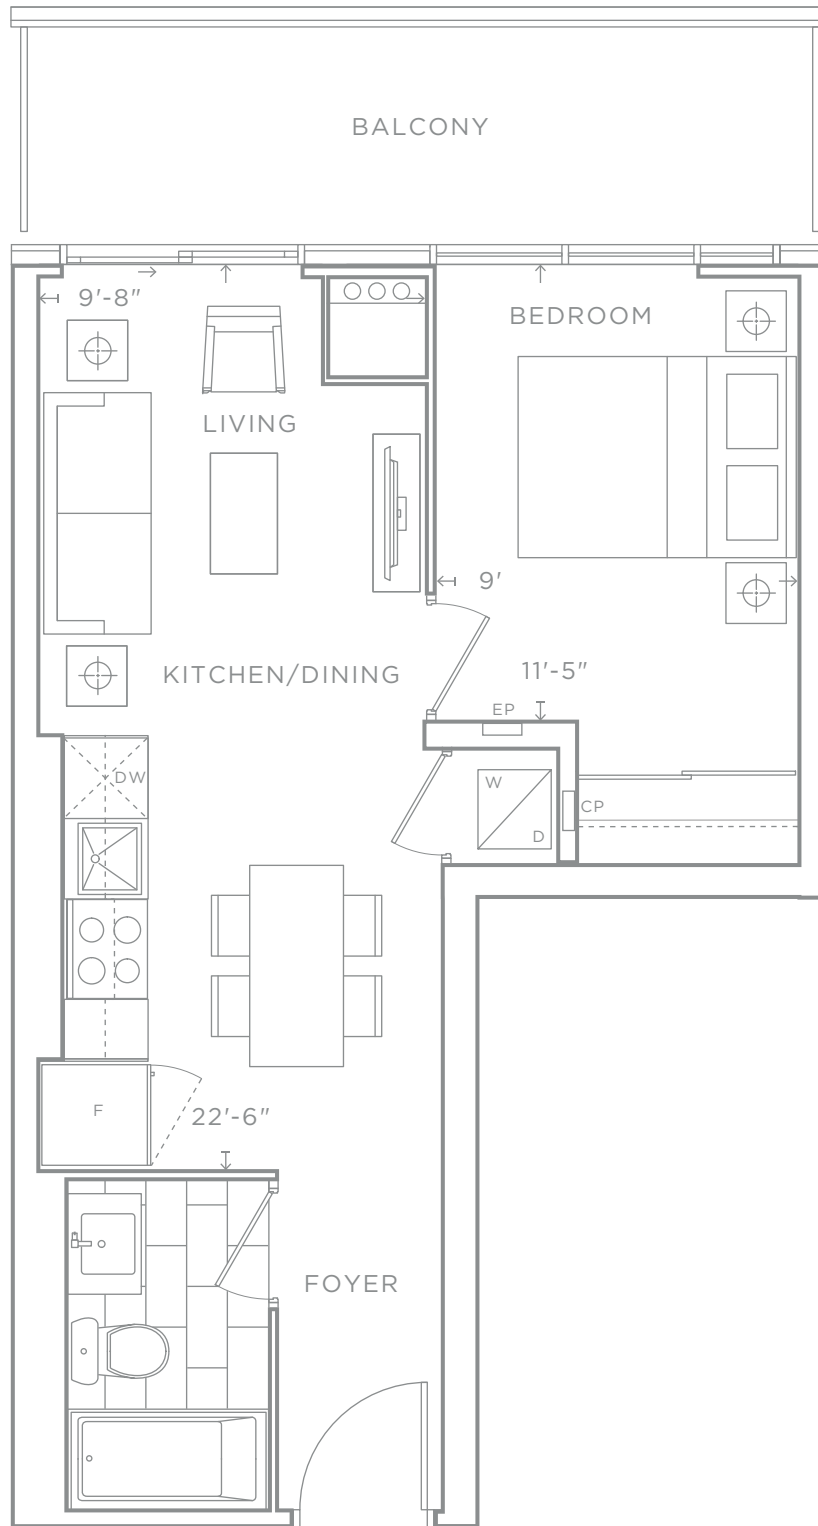 BALCONY
9'-8"
BEDROOM
LIVING
9'
KITCHEN/DINING
11'-5"
EP
DW
W
CP
D
F
22'-6"
FOYER